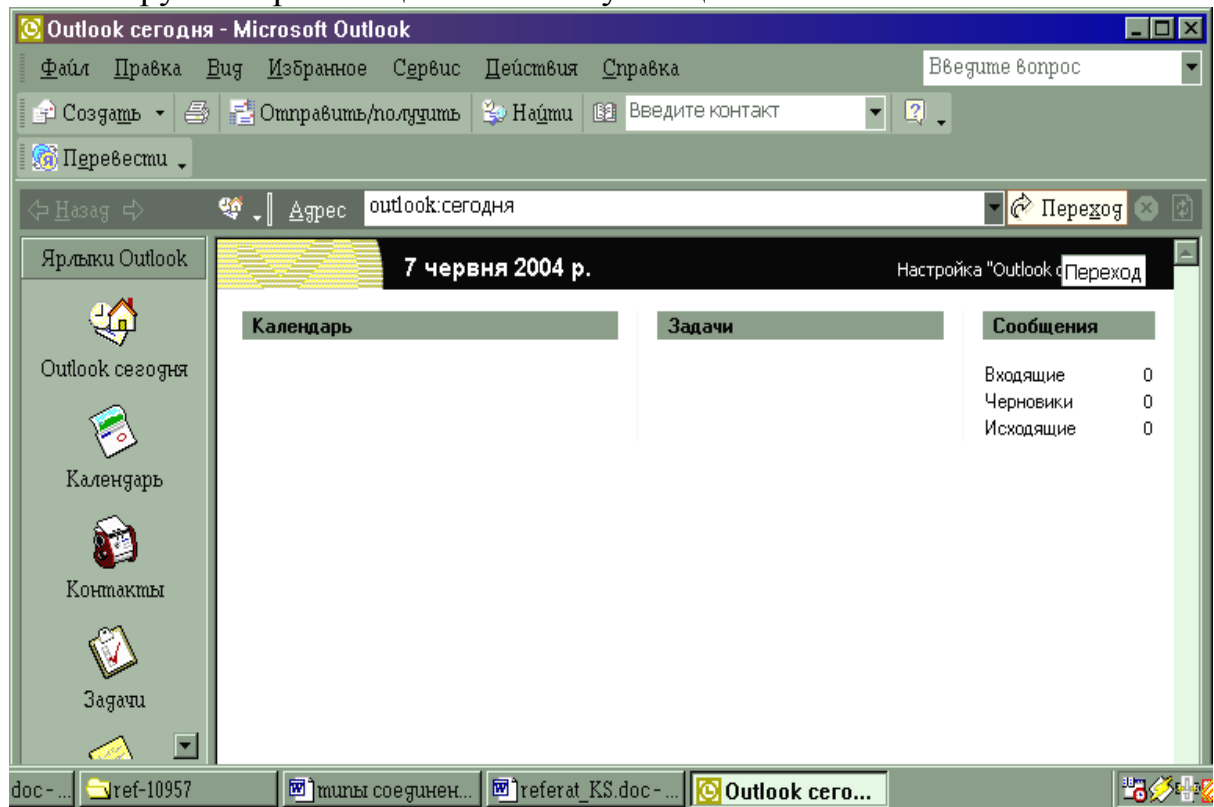 Outlook сегодня - Microsoft Outlook
Файл Правка Вид Избранное Сервис Действия Справка Введите вопрос
Создать Отправить/получить Найти Введите контакт
Перевести
Назад Адрес outlook:сегодня Переход
Ярлыки Outlook
7 червня 2004 р. Настройка "Outlook Переход
Календарь Задачи Сообщения
Входящие 0
Черновики 0
Исходящие 0
Outlook сегодня
Календарь
Контакты
Задачи
doc - ... ref-10957 типы соединен... referat_KS.doc - ... Outlook сего...